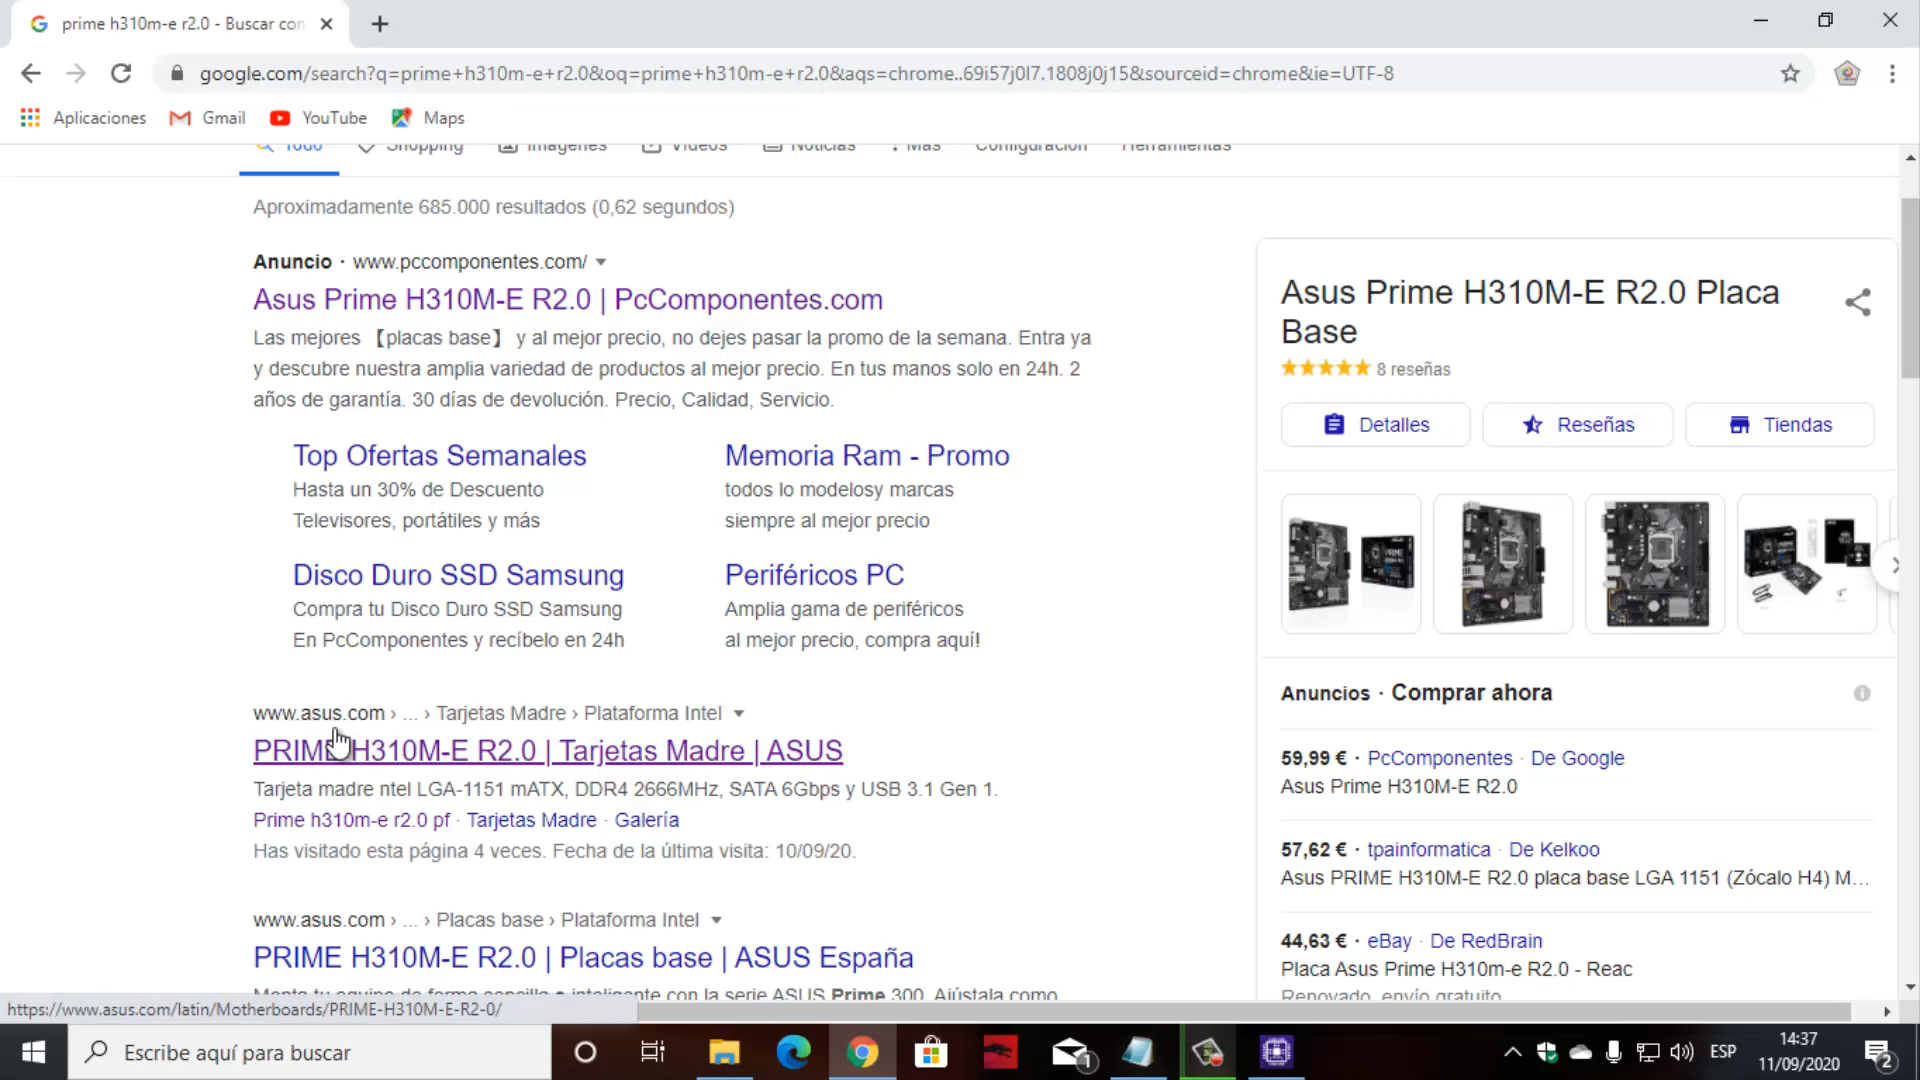 prime h310m-e r2.0 - Buscar con
google.com/search?q=prime+h310m-e+r2.0&oq=prime+h310m-e+r2.0&aqs=chrome..69i57j0l7.1808j0j15&sourceid=chrome&ie=UTF-8
Aplicaciones Gmail YouTube Maps
Todo Shopping Imágenes Vídeos Noticias Más Configuración Herramientas
Aproximadamente 685.000 resultados (0,62 segundos)
Anuncio · www.pccomponentes.com/
Asus Prime H310M-E R2.0 | PcComponentes.com
Las mejores 【placas base】 y al mejor precio, no dejes pasar la promo de la semana. Entra ya
y descubre nuestra amplia variedad de productos al mejor precio. En tus manos solo en 24h. 2
años de garantía. 30 días de devolución. Precio, Calidad, Servicio.
Top Ofertas Semanales
Hasta un 30% de Descuento
Televisores, portátiles y más
Memoria Ram - Promo
todos lo modelosy marcas
siempre al mejor precio
Disco Duro SSD Samsung
Compra tu Disco Duro SSD Samsung
En PcComponentes y recíbelo en 24h
Periféricos PC
Amplia gama de periféricos
al mejor precio, compra aquí!
www.asus.com › ... › Tarjetas Madre › Plataforma Intel
PRIME H310M-E R2.0 | Tarjetas Madre | ASUS
Tarjeta madre ntel LGA-1151 mATX, DDR4 2666MHz, SATA 6Gbps y USB 3.1 Gen 1.
Prime h310m-e r2.0 pf · Tarjetas Madre · Galería
Has visitado esta página 4 veces. Fecha de la última visita: 10/09/20.
www.asus.com › ... › Placas base › Plataforma Intel
PRIME H310M-E R2.0 | Placas base | ASUS España
Monta tu equipo de forma sencilla e inteligente con la serie ASUS Prime 300. Ajústala como
Asus Prime H310M-E R2.0 Placa
Base
8 reseñas
Detalles
Reseñas
Tiendas
Anuncios · Comprar ahora
59,99 € · PcComponentes · De Google
Asus Prime H310M-E R2.0
57,62 € · tpainformatica · De Kelkoo
Asus PRIME H310M-E R2.0 placa base LGA 1151 (Zócalo H4) M...
44,63 € · eBay · De RedBrain
Placa Asus Prime H310m-e R2.0 - Reac
Renovado, envío gratuito
https://www.asus.com/latin/Motherboards/PRIME-H310M-E-R2-0/
Escribe aquí para buscar
1
ESP
14:37
11/09/2020
2